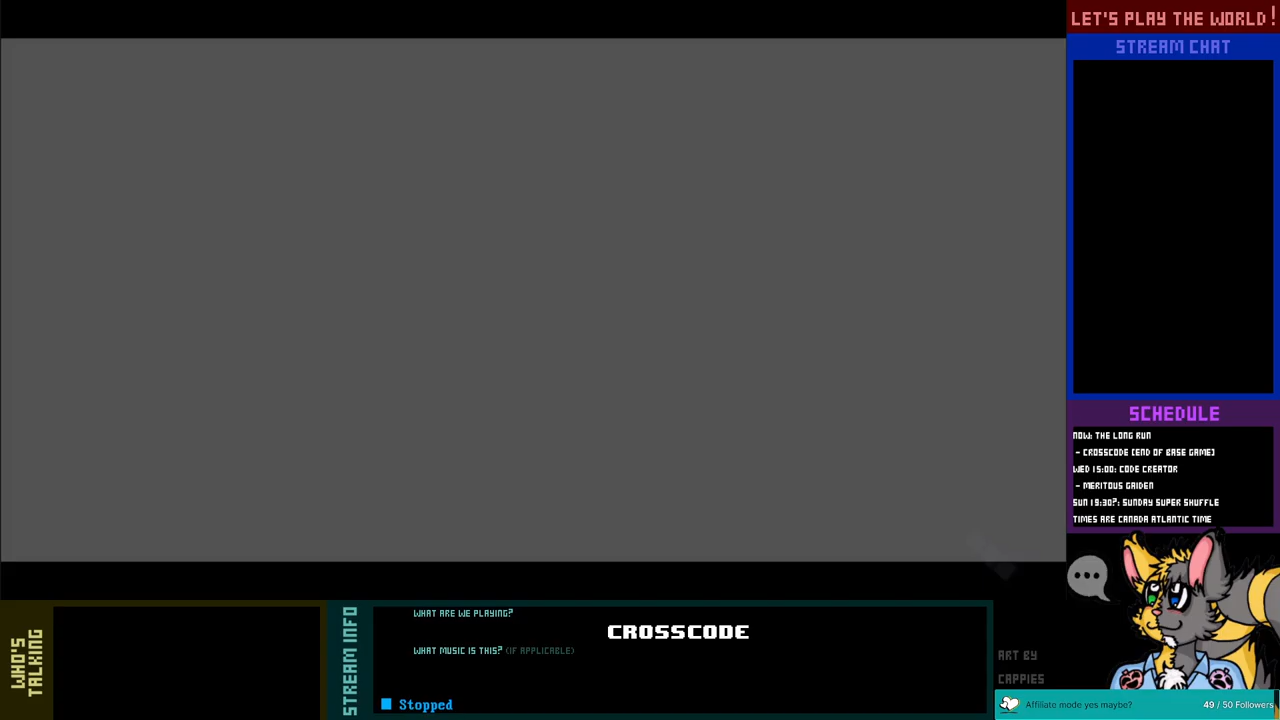 LET'S PLAY THE WORLD!
STREAM CHAT
SCHEDULE
NOW: THE LONG RUN
- CROSSCODE [END OF BASE GAME]
WED 15:00: CODE CREATOR
- MERITOUS GAIDEN
SUN 19:30?: SUNDAY SUPER SHUFFLE
TIMES ARE CANADA ATLANTIC TIME
WHO'S TALKING
STREAM INFO
WHAT ARE WE PLAYING?
CROSSCODE
WHAT MUSIC IS THIS? (IF APPLICABLE)
Stopped
ART BY
CAPPIES
Affiliate mode yes maybe? 49 / 50 Followers